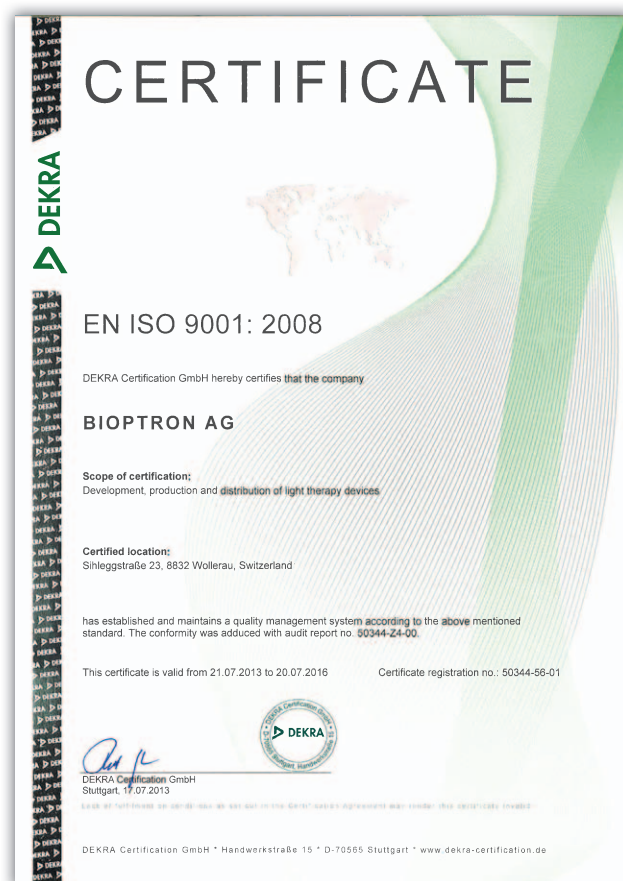 CERTIFICATE
DEKRA
EN ISO 9001: 2008
DEKRA Certification GmbH hereby certifies that the company
BIOPTRON AG
Scope of certification:
Development, production and distribution of light therapy devices
Certified location:
Sihleggstraße 23, 8832 Wollerau, Switzerland
has established and maintains a quality management system according to the above mentioned
standard. The conformity was adduced with audit report no. 50344-Z4-00.
This certificate is valid from 21.07.2013 to 20.07.2016 Certificate registration no.: 50344-56-01
DEKRA
DEKRA Certification GmbH
Stuttgart, 17.07.2013
DEKRA Certification GmbH * Handwerkstraße 15 * D-70565 Stuttgart * www.dekra-certification.de